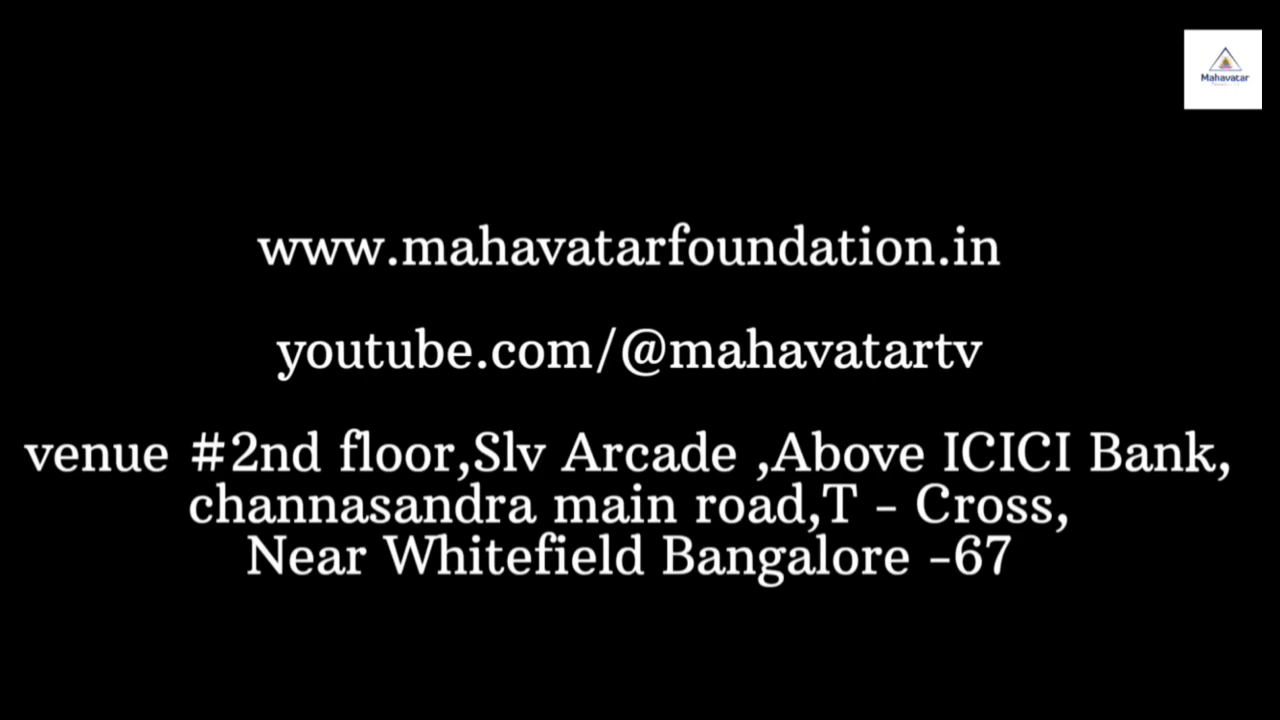 Mahavatar
www.mahavatarfoundation.in
youtube.com/@mahavatartv
venue #2nd floor,Slv Arcade ,Above ICICI Bank,
channasandra main road,T - Cross,
Near Whitefield Bangalore -67